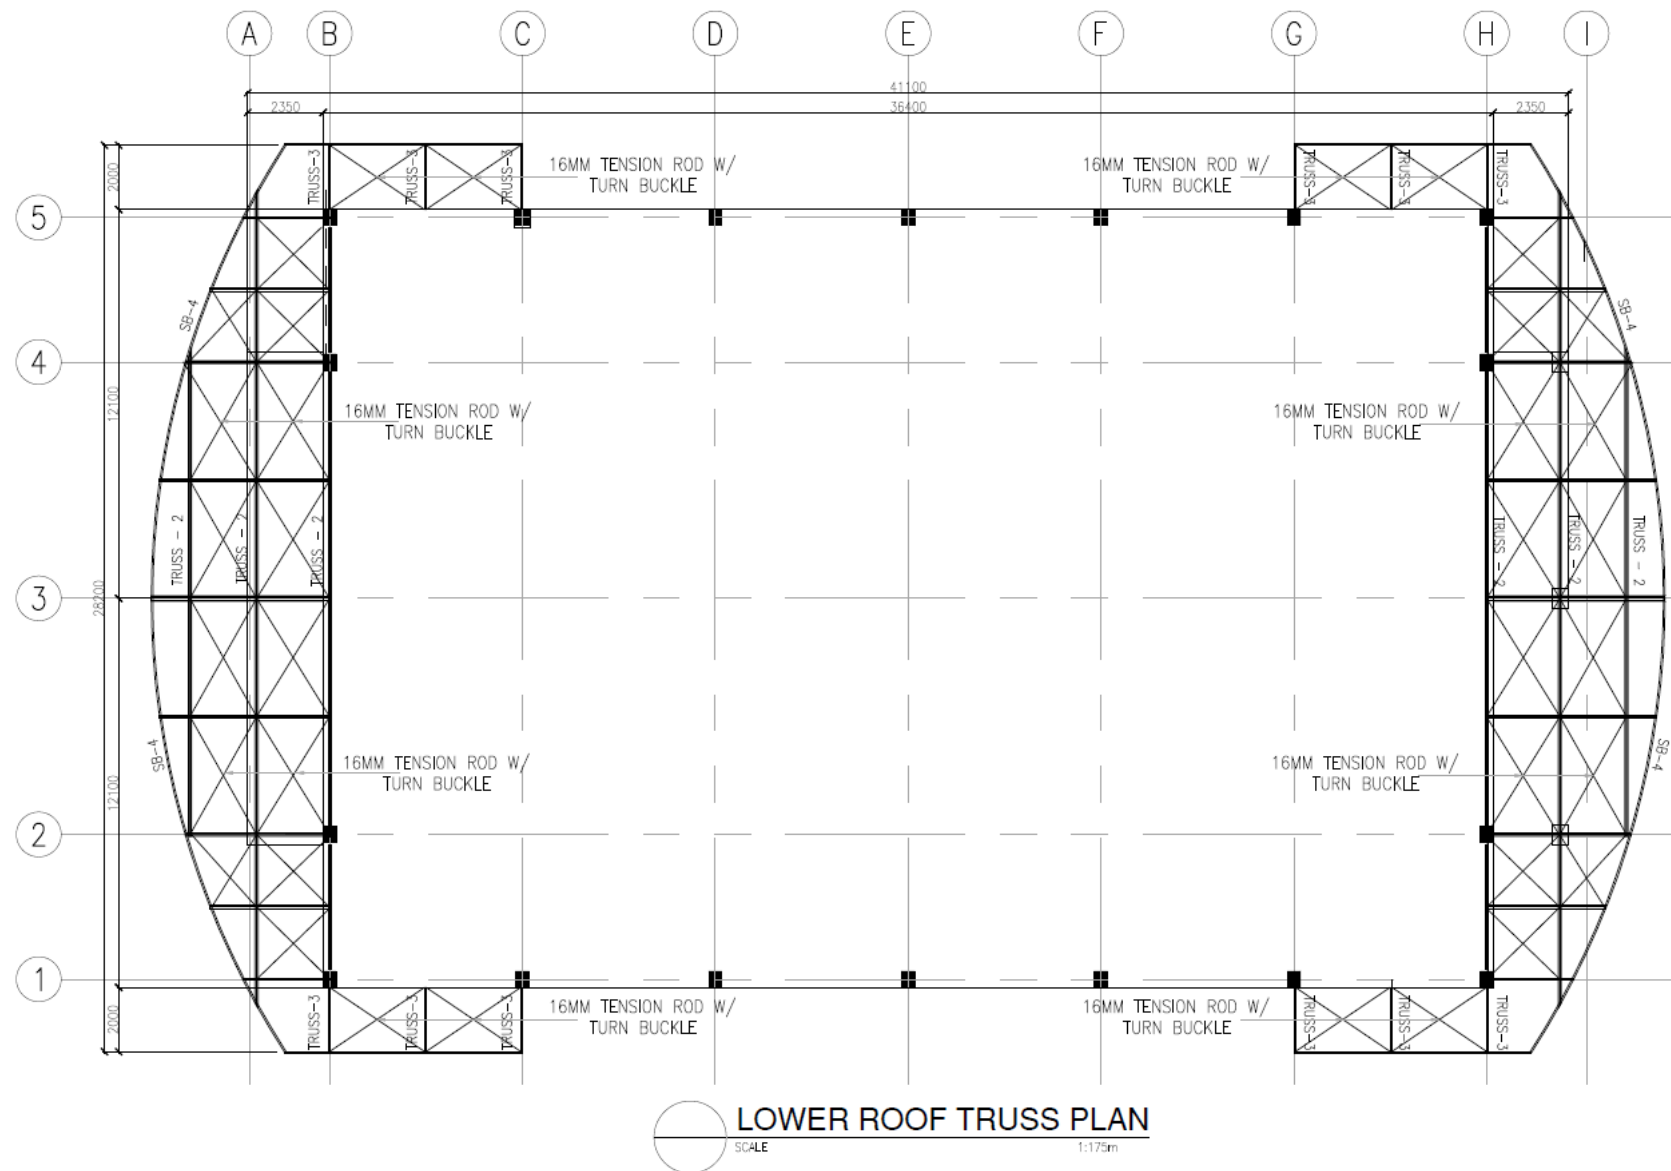 A B C D E F G H I
41100
2350 36400 2350
TRUSS-3 TRUSS-3 TRUSS-3
16MM TENSION ROD W/
TURN BUCKLE
16MM TENSION ROD W/
TURN BUCKLE
TRUSS-3 TRUSS-3 TRUSS-3
2000
5
SB-4
SB-4
4
12100
16MM TENSION ROD W/
TURN BUCKLE
16MM TENSION ROD W/
TURN BUCKLE
TRUSS - 2 TRUSS - 2 TRUSS - 2
TRUSS - 2 TRUSS - 2 TRUSS - 2
3
28200
SB-4
SB-4
12100
16MM TENSION ROD W/
TURN BUCKLE
16MM TENSION ROD W/
TURN BUCKLE
2
1
2000
TRUSS-3 TRUSS-3 TRUSS-3
16MM TENSION ROD W/
TURN BUCKLE
16MM TENSION ROD W/
TURN BUCKLE
TRUSS-3 TRUSS-3 TRUSS-3
LOWER ROOF TRUSS PLAN
SCALE 1:175m